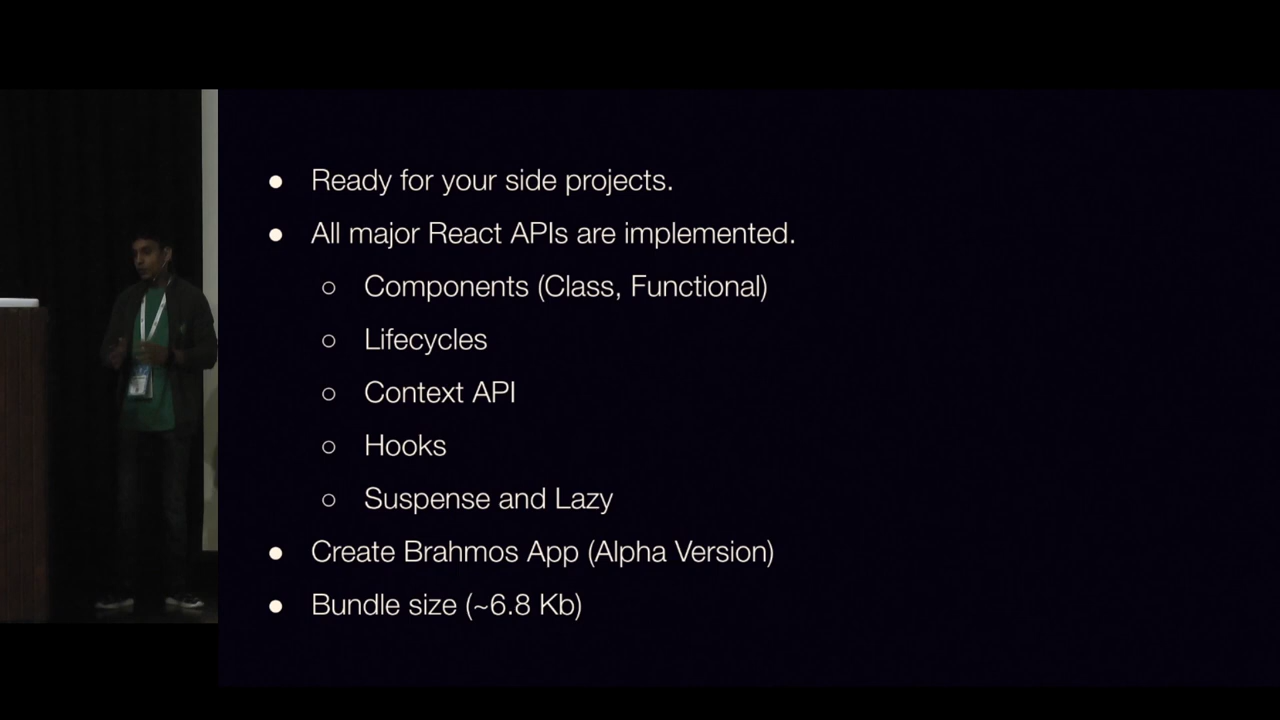 ● Ready for your side projects.
● All major React APIs are implemented.
○ Components (Class, Functional)
○ Lifecycles
○ Context API
○ Hooks
○ Suspense and Lazy
● Create Brahmos App (Alpha Version)
● Bundle size (~6.8 Kb)